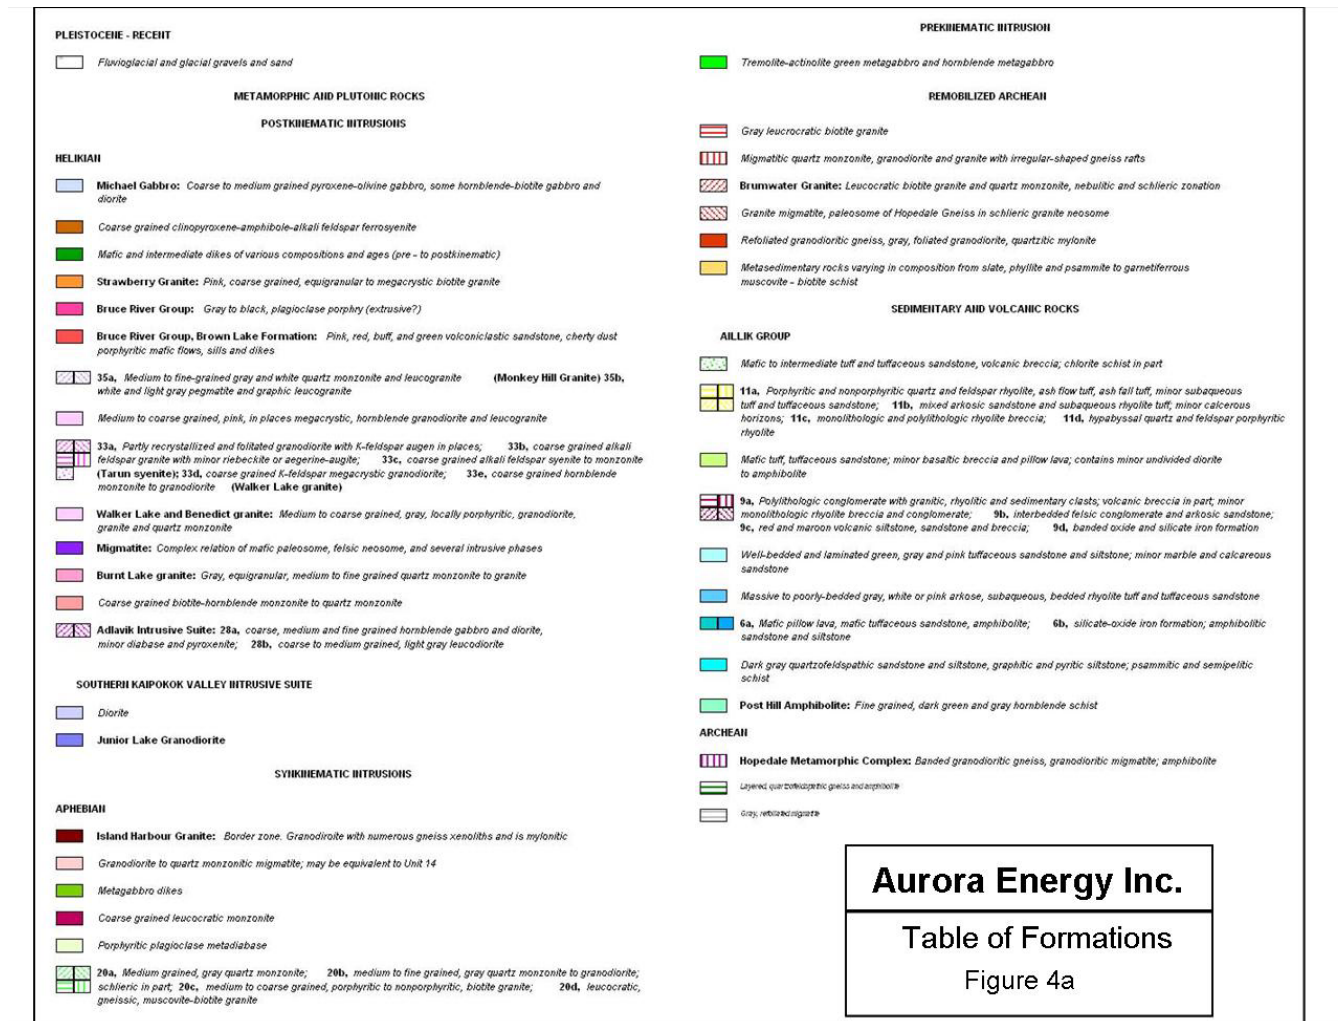 PLEISTOCENE - RECENT
Fluvioglacial and glacial gravels and sand
METAMORPHIC AND PLUTONIC ROCKS
POSTKINEMATIC INTRUSIONS
HELIKIAN
Michael Gabbro: Coarse to medium grained pyroxene-olivine gabbro, some hornblende-biotite gabbro and
diorite
Coarse grained clinopyroxene-amphibole-alkali feldspar ferrosyenite
Mafic and intermediate dikes of various compositions and ages (pre - to postkinematic)
Strawberry Granite: Pink, coarse grained, equigranular to megacrystic biotite granite
Bruce River Group: Gray to black, plagioclase porphry (extrusive?)
Bruce River Group, Brown Lake Formation: Pink, red, buff, and green volconiclastic sandstone, cherty dust
porphyritic mafic flows, sills and dikes
35a, Medium to fine-grained gray and white quartz monzonite and leucogranite (Monkey Hill Granite) 35b,
white and light gray pegmatite and graphic leucogranite
Medium to coarse grained, pink, in places megacrystic, hornblende granodiorite and leucogranite
33a, Partly recrystallized and folitated granodiorite with K-feldspar augen in places; 33b, coarse grained alkali
feldspar granite with minor riebeckite or aegerine-augite; 33c, coarse grained alkali feldspar syenite to monzonite
(Tarun syenite); 33d, coarse grained K-feldspar megacrystic granodiorite; 33e, coarse grained hornblende
monzonite to granodiorite (Walker Lake granite)
Walker Lake and Benedict granite: Medium to coarse grained, gray, locally porphyritic, granodiorite,
granite and quartz monzonite
Migmatite: Complex relation of mafic paleosome, felsic neosome, and several intrusive phases
Burnt Lake granite: Gray, equigranular, medium to fine grained quartz monzonite to granite
Coarse grained biotite-hornblende monzonite to quartz monzonite
Adlavik Intrusive Suite: 28a, coarse, medium and fine grained hornblende gabbro and diorite,
minor diabase and pyroxenite; 28b, coarse to medium grained, light gray leucodiorite
SOUTHERN KAIPOKOK VALLEY INTRUSIVE SUITE
Diorite
Junior Lake Granodiorite
SYNKINEMATIC INTRUSIONS
APHEBIAN
Island Harbour Granite: Border zone. Granodiroite with numerous gneiss xenoliths and is mylonitic
Granodiorite to quartz monzonitic migmatite; may be equivalent to Unit 14
Metagabbro dikes
Coarse grained leucocratic monzonite
Porphyritic plagioclase metadiabase
20a, Medium grained, gray quartz monzonite; 20b, medium to fine grained, gray quartz monzonite to granodiorite;
schlieric in part; 20c, medium to coarse grained, porphyritic to nonporphyritic, biotite granite; 20d, leucocratic,
gneissic, muscovite-biotite granite
PREKINEMATIC INTRUSION
Tremolite-actinolite green metagabbro and hornblende metagabbro
REMOBILIZED ARCHEAN
Gray leucrocratic biotite granite
Migmatitic quartz monzonite, granodiorite and granite with irregular-shaped gneiss rafts
Brumwater Granite: Leucocratic biotite granite and quartz monzonite, nebulitic and schlieric zonation
Granite migmatite, paleosome of Hopedale Gneiss in schlieric granite neosome
Refoliated granodioritic gneiss, gray, foliated granodiorite, quartzitic mylonite
Metasedimentary rocks varying in composition from slate, phyllite and psammite to garnetiferrous
muscovite - biotite schist
SEDIMENTARY AND VOLCANIC ROCKS
AILLIK GROUP
Mafic to intermediate tuff and tuffaceous sandstone, volcanic breccia; chlorite schist in part
11a, Porphyritic and nonporphyritic quartz and feldspar rhyolite, ash flow tuff, ash fall tuff, minor subaqueous
tuff and tuffaceous sandstone; 11b, mixed arkosic sandstone and subaqueous rhyolite tuff; minor calcerous
horizons; 11c, monolithologic and polylithologic rhyolite breccia; 11d, hypabyssal quartz and feldspar porphyritic
rhyolite
Mafic tuff, tuffaceous sandstone; minor basaltic breccia and pillow lava; contains minor undivided diorite
to amphibolite
9a, Polylithologic conglomerate with granitic, rhyolitic and sedimentary clasts; volcanic breccia in part; minor
monolithologic rhyolite breccia and conglomerate; 9b, interbedded felsic conglomerate and arkosic sandstone;
9c, red and maroon volcanic siltstone, sandstone and breccia; 9d, banded oxide and silicate iron formation
Well-bedded and laminated green, gray and pink tuffaceous sandstone and siltstone; minor marble and calcareous
sandstone
Massive to poorly-bedded gray, white or pink arkose, subaqueous, bedded rhyolite tuff and tuffaceous sandstone
6a, Mafic pillow lava, mafic tuffaceous sandstone, amphibolite; 6b, silicate-oxide iron formation; amphibolitic
sandstone and siltstone
Dark gray quartzofeldspathic sandstone and siltstone, graphitic and pyritic siltstone; psammitic and semipelitic
schist
Post Hill Amphibolite: Fine grained, dark green and gray hornblende schist
ARCHEAN
Hopedale Metamorphic Complex: Banded granodioritic gneiss, granodioritic migmatite; amphibolite
Layered, quartzofeldspathic gneiss and amphibolite
Gray, refoliated migmatite
Aurora Energy Inc.
Table of Formations
Figure 4a